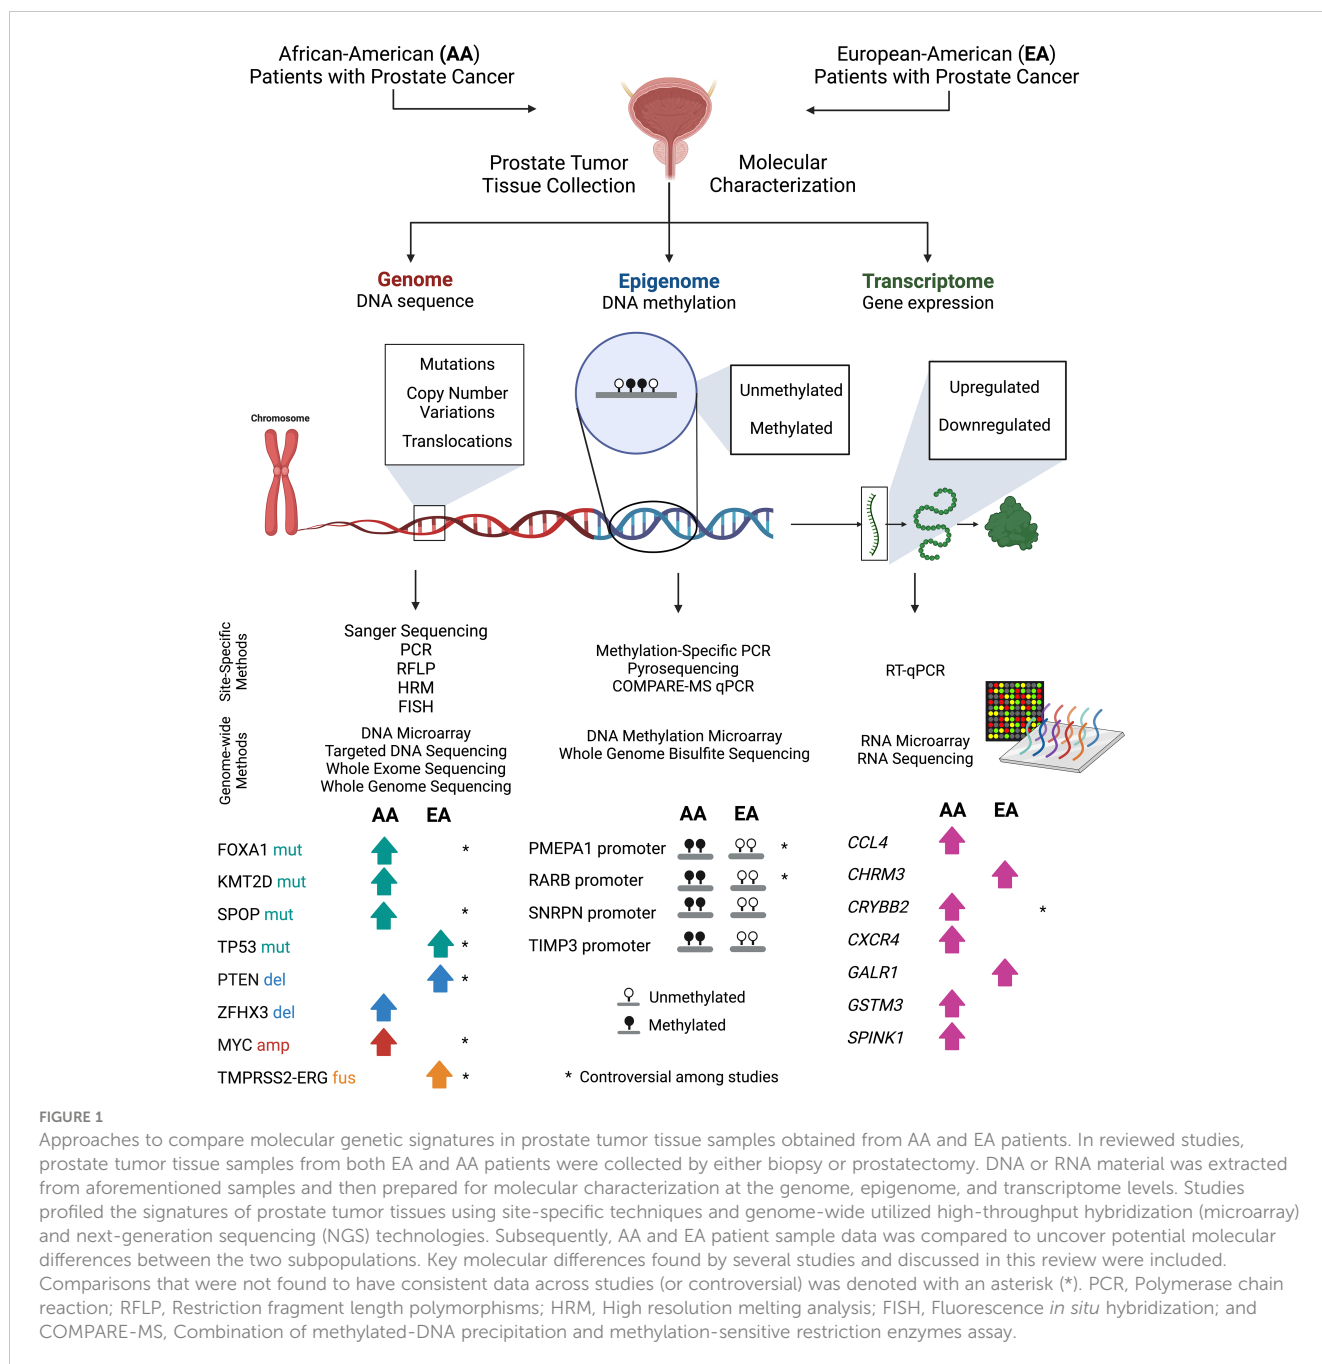 African-American (AA)
Patients with Prostate Cancer
European-American (EA)
Patients with Prostate Cancer
Prostate Tumor
Tissue Collection
Molecular
Characterization
Genome
DNA sequence
Epigenome
DNA methylation
Transcriptome
Gene expression
Mutations
Copy Number
Variations
Translocations
Unmethylated
Methylated
Upregulated
Downregulated
Chromosome
Site-Specific
Methods
Sanger Sequencing
PCR
RFLP
HRM
FISH
Methylation-Specific PCR
Pyrosequencing
COMPARE-MS qPCR
RT-qPCR
Genome-wide
Methods
DNA Microarray
Targeted DNA Sequencing
Whole Exome Sequencing
Whole Genome Sequencing
DNA Methylation Microarray
Whole Genome Bisulfite Sequencing
RNA Microarray
RNA Sequencing
AA EA
FOXA1 mut *
KMT2D mut
SPOP mut *
TP53 mut *
PTEN del *
ZFHX3 del
MYC amp *
TMPRSS2-ERG fus *
AA EA
PMEPA1 promoter *
RARB promoter *
SNRPN promoter
TIMP3 promoter
Unmethylated
Methylated
* Controversial among studies
AA EA
CCL4
CHRM3
CRYBB2 *
CXCR4
GALR1
GSTM3
SPINK1
FIGURE 1
Approaches to compare molecular genetic signatures in prostate tumor tissue samples obtained from AA and EA patients. In reviewed studies,
prostate tumor tissue samples from both EA and AA patients were collected by either biopsy or prostatectomy. DNA or RNA material was extracted
from aforementioned samples and then prepared for molecular characterization at the genome, epigenome, and transcriptome levels. Studies
profiled the signatures of prostate tumor tissues using site-specific techniques and genome-wide utilized high-throughput hybridization (microarray)
and next-generation sequencing (NGS) technologies. Subsequently, AA and EA patient sample data was compared to uncover potential molecular
differences between the two subpopulations. Key molecular differences found by several studies and discussed in this review were included.
Comparisons that were not found to have consistent data across studies (or controversial) was denoted with an asterisk (*). PCR, Polymerase chain
reaction; RFLP, Restriction fragment length polymorphisms; HRM, High resolution melting analysis; FISH, Fluorescence in situ hybridization; and
COMPARE-MS, Combination of methylated-DNA precipitation and methylation-sensitive restriction enzymes assay.